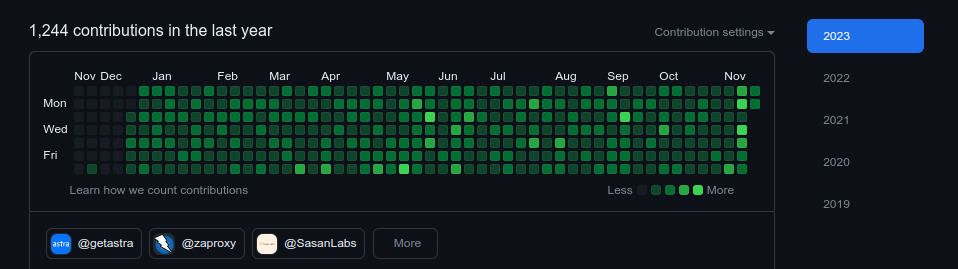 1,244 contributions in the last year
Contribution settings
2023
2022
2021
2020
2019
Nov Dec Jan Feb Mar Apr May Jun Jul Aug Sep Oct Nov
Mon
Wed
Fri
Learn how we count contributions
Less More
astra @getastra @zaproxy @SasanLabs More